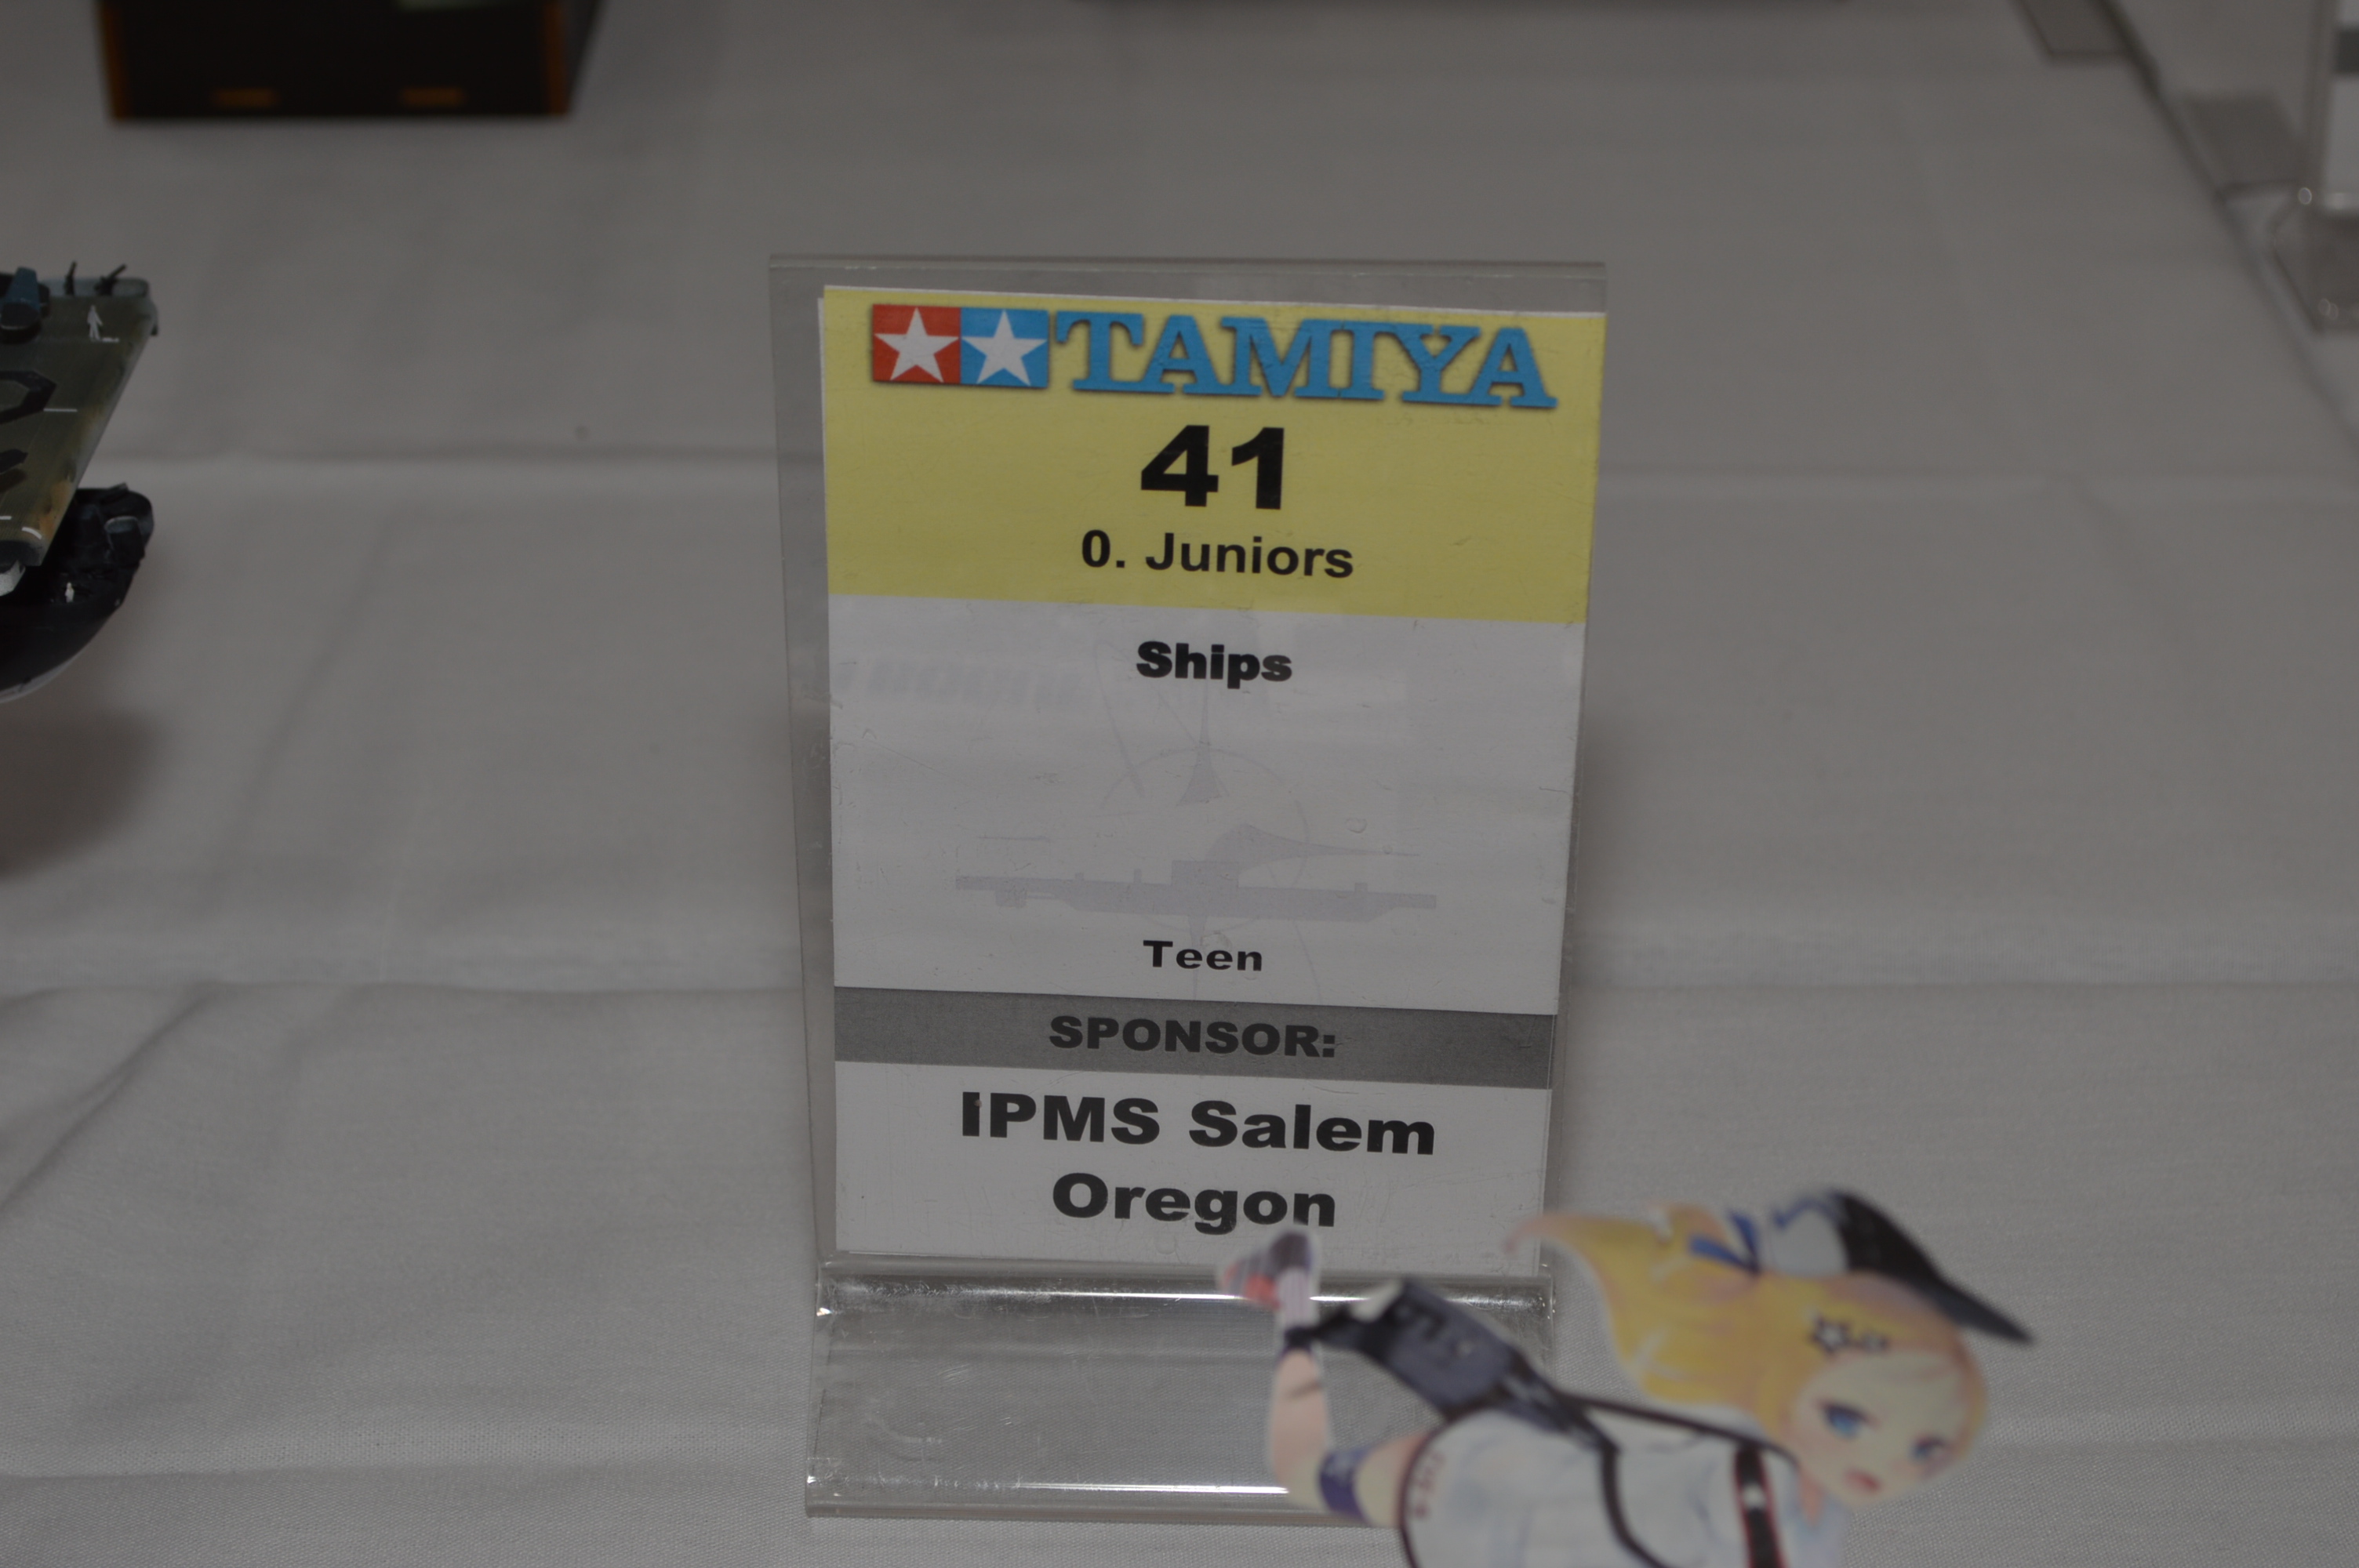 TAMIYA
41
0. Juniors
Ships
Teen
SPONSOR:
IPMS Salem
Oregon